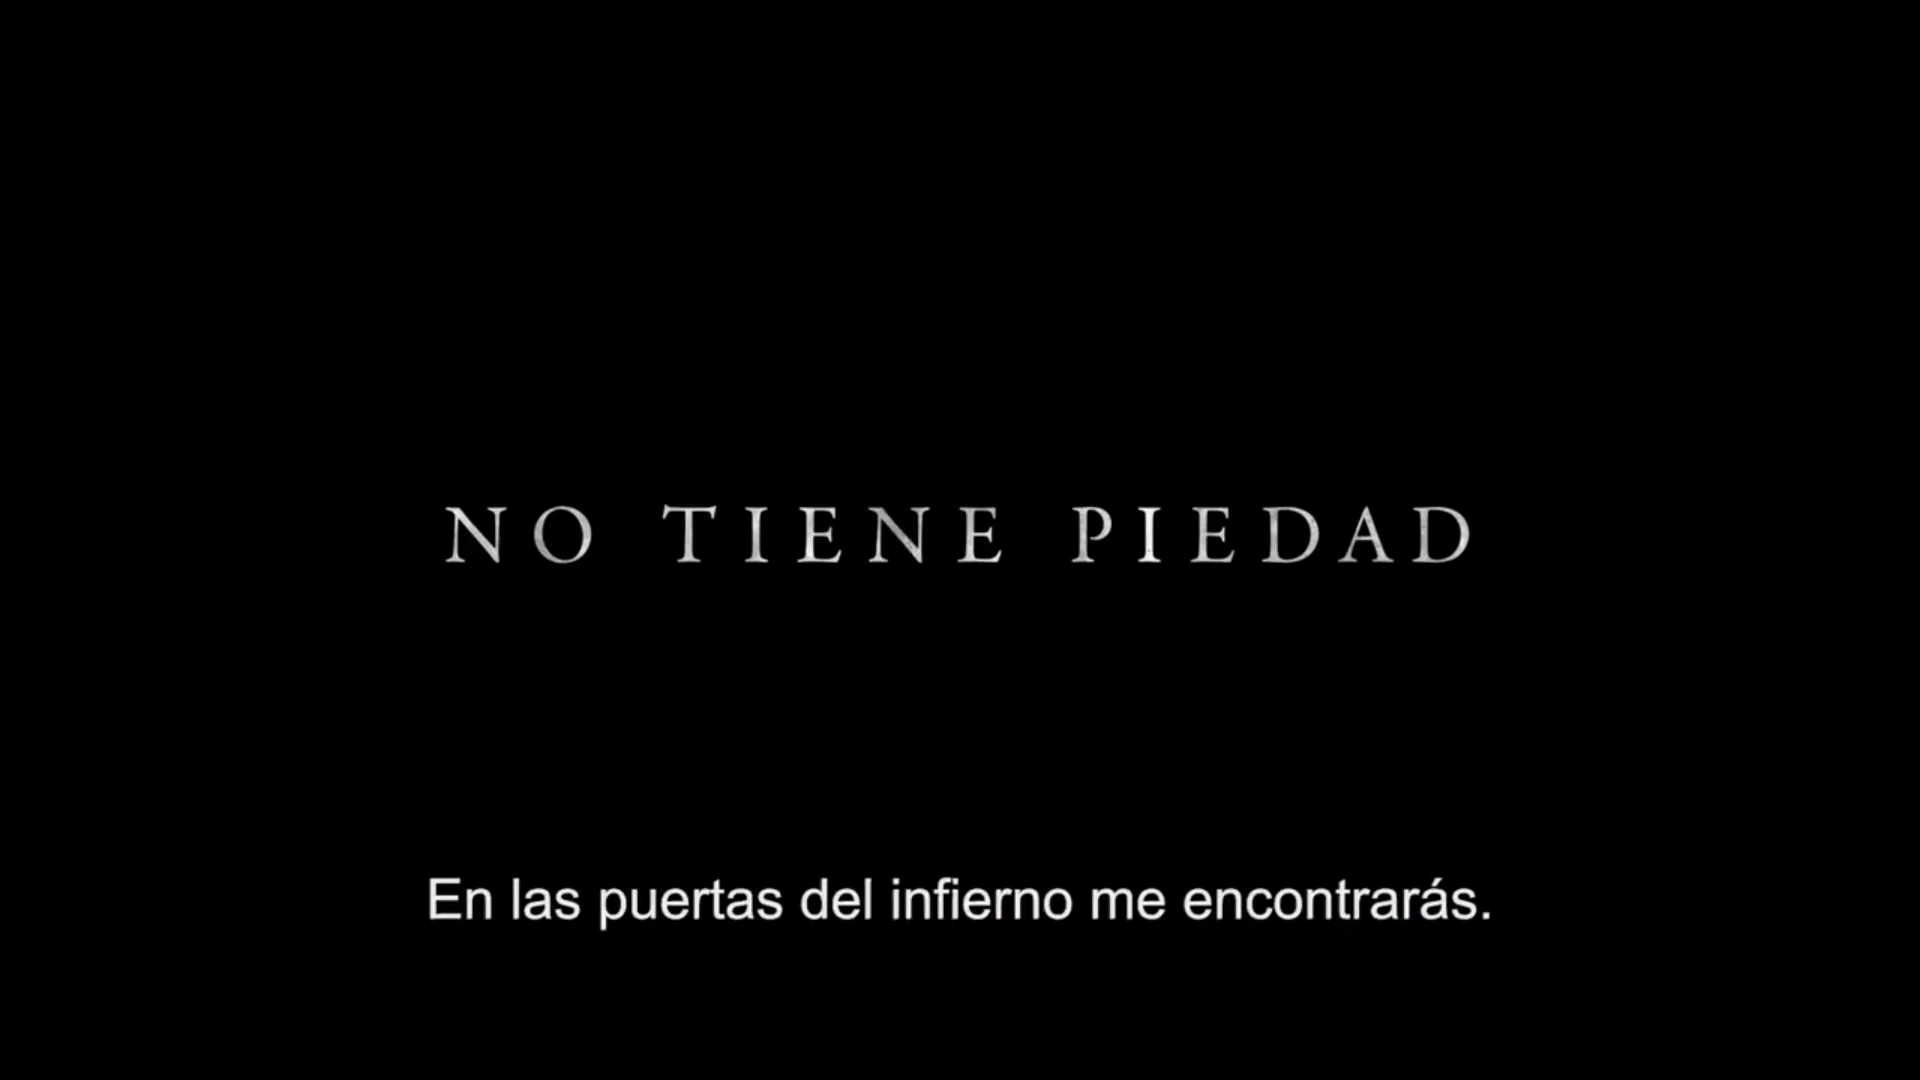 NO TIENE PIEDAD
En las puertas del infierno me encontrarás.